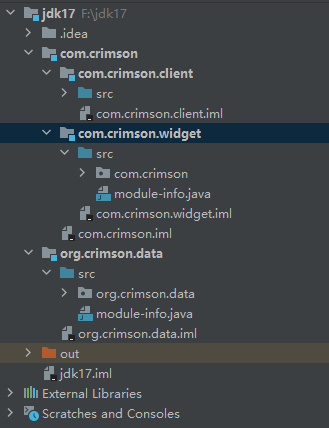 jdk17 F:\jdk17
.idea
com.crimson
com.crimson.client
src
com.crimson.client.iml
com.crimson.widget
src
com.crimson
module-info.java
com.crimson.widget.iml
com.crimson.iml
org.crimson.data
src
org.crimson.data
module-info.java
org.crimson.data.iml
out
jdk17.iml
External Libraries
Scratches and Consoles